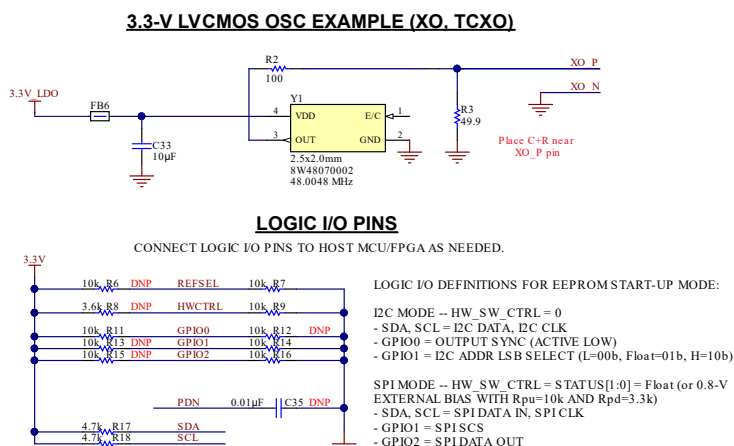 3.3-V LVCMOS OSC EXAMPLE (XO, TCXO)
R2
100
XO_P
XO_N
3.3V_LDO
FB6
Y1
4 VDD E/C 1
3 OUT GND 2
C33
10µF
R3
49.9
Place C+R near
XO_P pin
2.5x2.0mm
8W48070002
48.0048 MHz
LOGIC I/O PINS
CONNECT LOGIC I/O PINS TO HOST MCU/FPGA AS NEEDED.
3.3V
10k R6 DNP REFSEL 10k R7
3.6k R8 DNP HWCTRL 10k R9
10k R11 GPIO0 10k R12 DNP
10k R13 DNP GPIO1 10k R14
10k R15 DNP GPIO2 10k R16
PDN 0.01µF C35 DNP
4.7k R17 SDA
4.7k R18 SCL
LOGIC I/O DEFINITIONS FOR EEPROM START-UP MODE:
I2C MODE -- HW_SW_CTRL = 0
- SDA, SCL = I2C DATA, I2C CLK
- GPIO0 = OUTPUT SYNC (ACTIVE LOW)
- GPIO1 = I2C ADDR LSB SELECT (L=00b, Float=01b, H=10b)
SPI MODE -- HW_SW_CTRL = STATUS[1:0] = Float (or 0.8-V
EXTERNAL BIAS WITH Rpu=10k AND Rpd=3.3k)
- SDA, SCL = SPI DATA IN, SPI CLK
- GPIO1 = SPI SCS
- GPIO2 = SPI DATA OUT